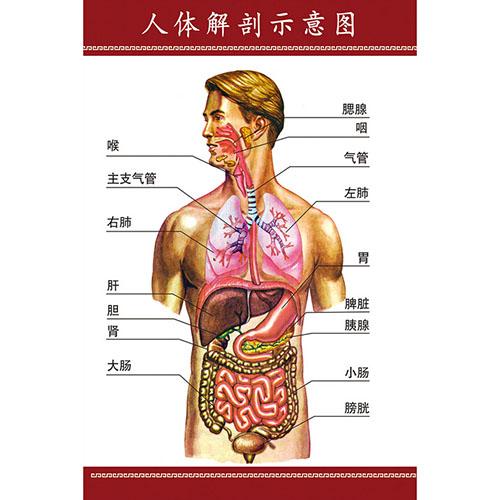 人体解剖示意图
腮腺
咽
喉
气管
主支气管
左肺
右肺
胃
肝
脾脏
胆
胰腺
肾
大肠
小肠
膀胱